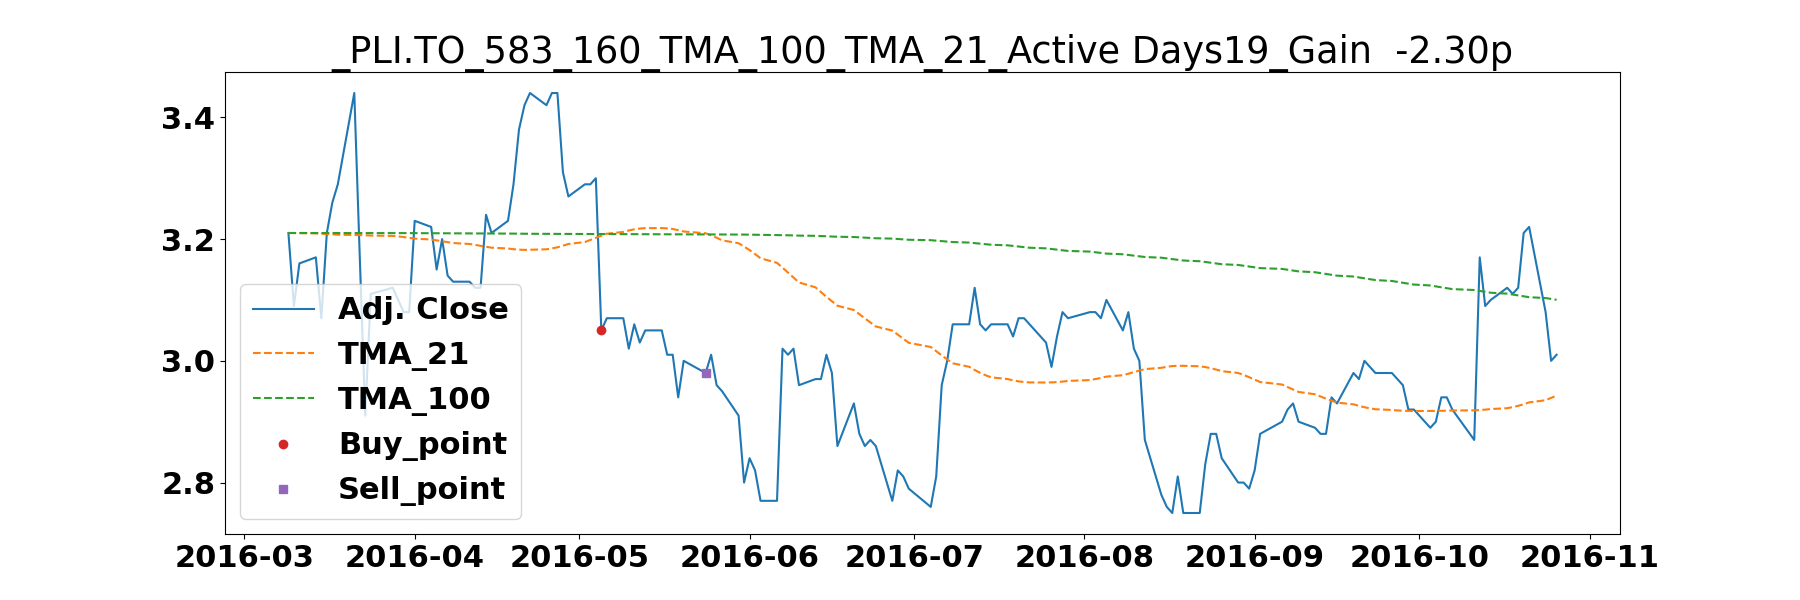 _PLI.TO_583_160_TMA_100_TMA_21_Active Days19_Gain  -2.30p
3.4
3.2
3.0
2.8
Adj. Close
TMA_21
TMA_100
Buy_point
Sell_point
2016-03 2016-04 2016-05 2016-06 2016-07 2016-08 2016-09 2016-10 2016-11